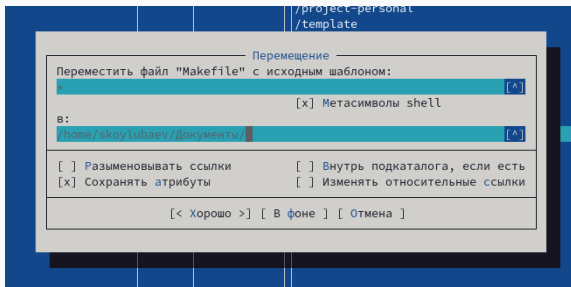 /project-personal
/template
Перемещение
Переместить файл "Makefile" с исходным шаблоном:
* [^]
[x] Метасимволы shell
в:
/home/skoylubaev/Документы/ [^]
[ ] Разыменовывать ссылки [ ] Внутрь подкаталога, если есть
[x] Сохранять атрибуты [ ] Изменять относительные ссылки
[< Хорошо >] [ В фоне ] [ Отмена ]